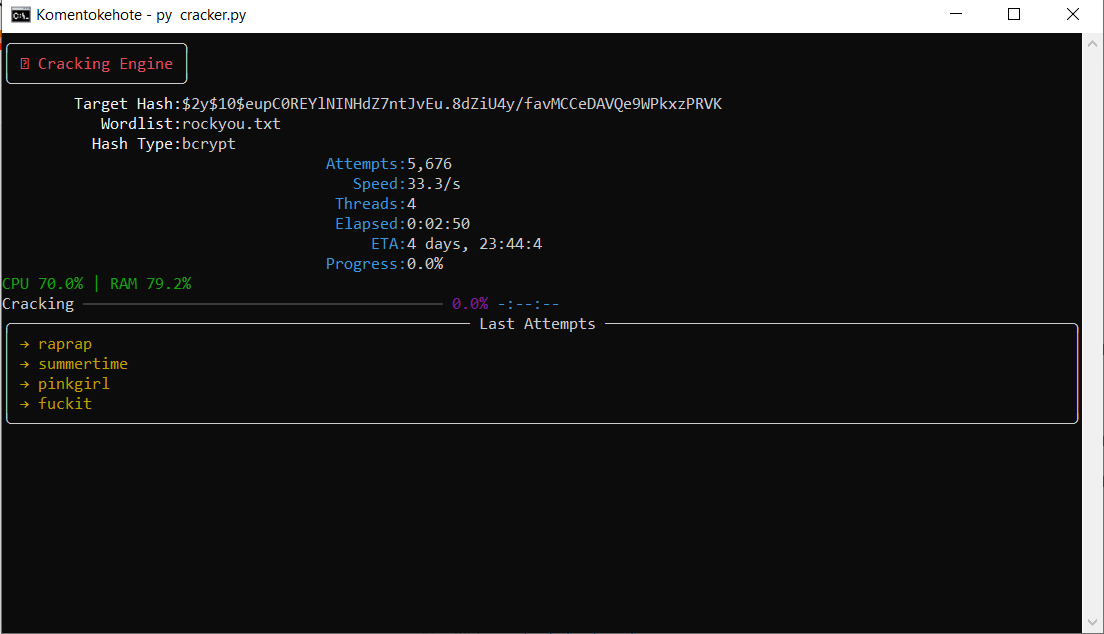 Komentokehote - py  cracker.py
Cracking Engine
Target Hash:$2y$10$eupC0REYlNINHdZ7ntJvEu.8dZiU4y/favMCCeDAVQe9WPkxzPRVK
Wordlist:rockyou.txt
Hash Type:bcrypt
Attempts:5,676
Speed:33.3/s
Threads:4
Elapsed:0:02:50
ETA:4 days, 23:44:4
Progress:0.0%
CPU 70.0% | RAM 79.2%
Cracking 0.0% -:--:--
Last Attempts
→ raprap
→ summertime
→ pinkgirl
→ fuckit